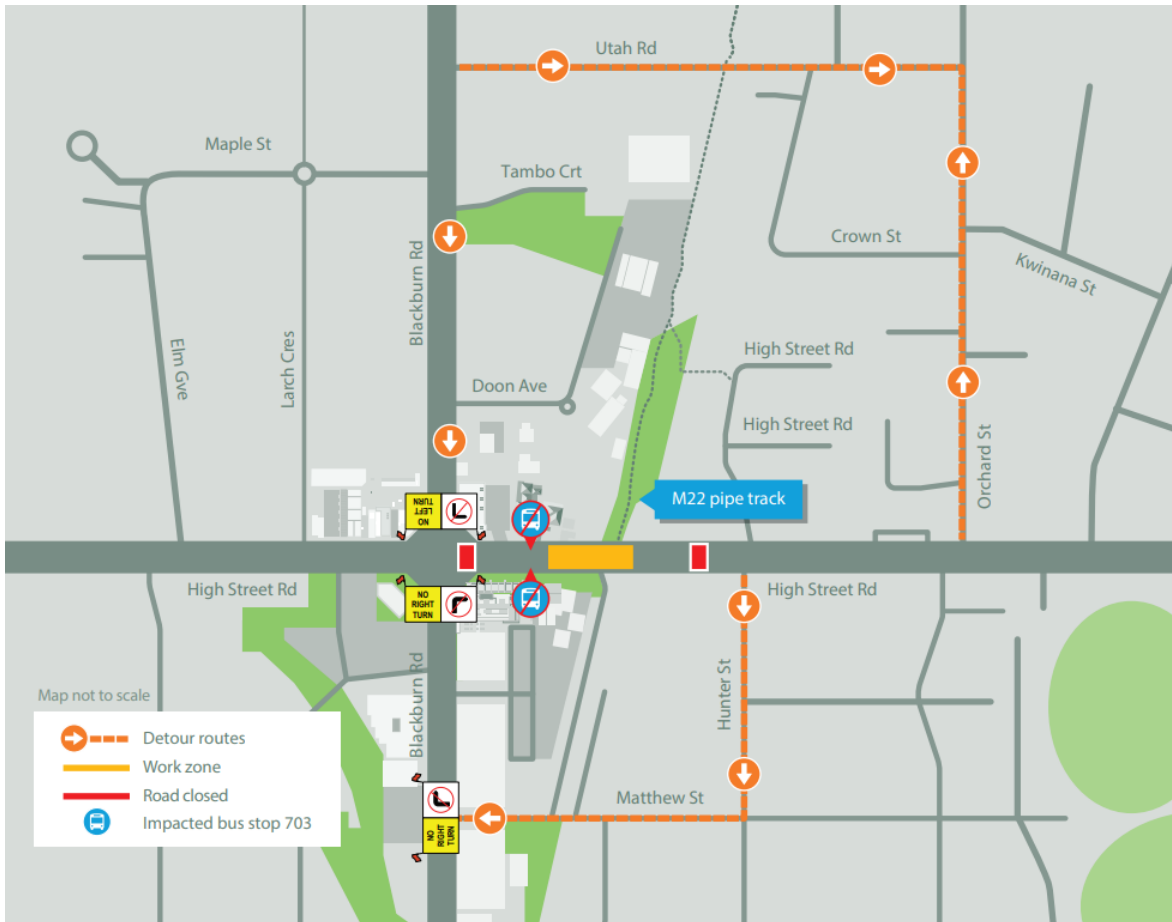 Utah Rd
Maple St
Tambo Crt
Crown St
Kwinana St
Blackburn Rd
Elm Gve
Larch Cres
High Street Rd
Doon Ave
High Street Rd
Orchard St
M22 pipe track
NO
LEFT
TURN
High Street Rd
NO
RIGHT
TURN
High Street Rd
Hunter St
Blackburn Rd
Map not to scale
Detour routes
Work zone
Road closed
Impacted bus stop 703
NO
RIGHT
TURN
Matthew St